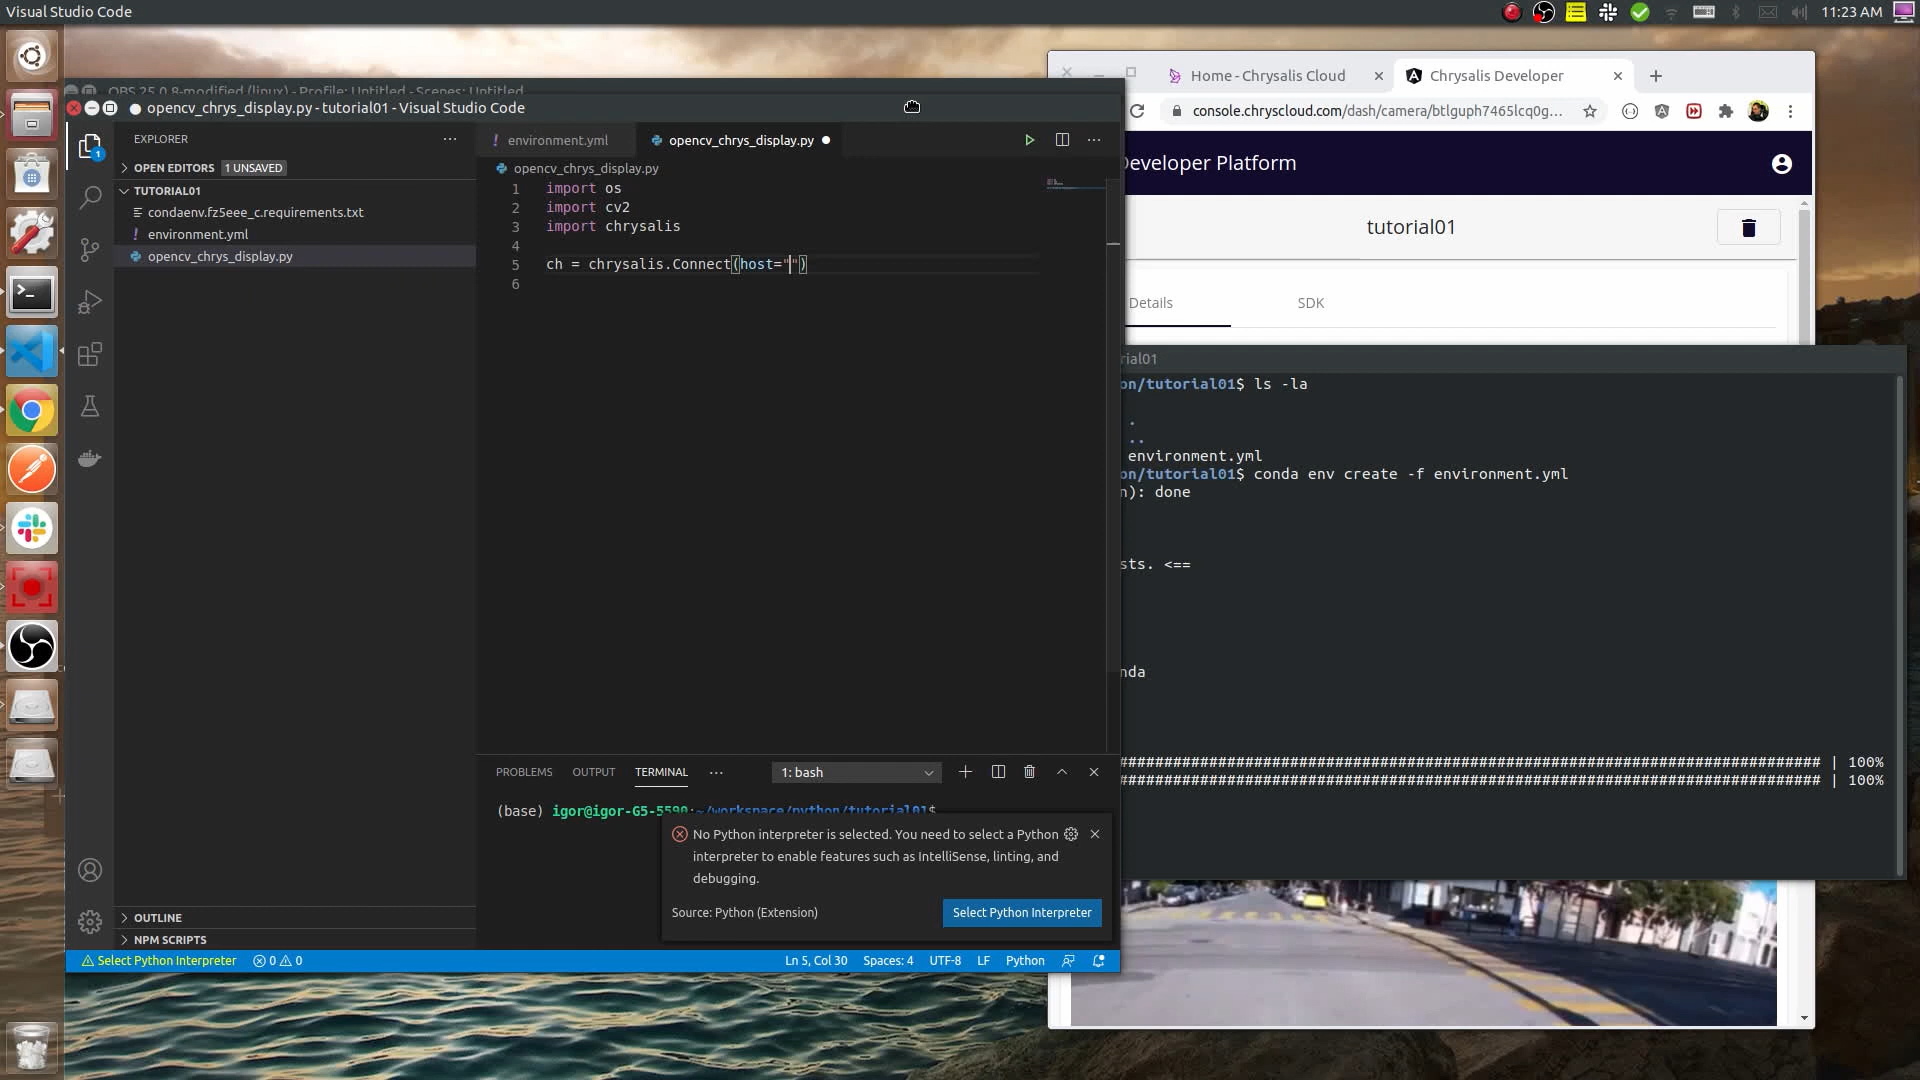 Visual Studio Code
11:23 AM
OBS 25.0.8-modified (linux) - Profile: Untitled - Scenes: Untitled
opencv_chrys_display.py - tutorial01 - Visual Studio Code
EXPLORER
OPEN EDITORS 1 UNSAVED
TUTORIAL01
condaenv.fz5eee_c.requirements.txt
! environment.yml
opencv_chrys_display.py
OUTLINE
NPM SCRIPTS
! environment.yml
opencv_chrys_display.py
opencv_chrys_display.py
1 import os
2 import cv2
3 import chrysalis
4
5 ch = chrysalis.Connect(host="")
6
PROBLEMS OUTPUT TERMINAL ··· 1: bash
(base) igor@igor-G5-5590:~/workspace/python/tutorial01$
No Python interpreter is selected. You need to select a Python
interpreter to enable features such as IntelliSense, linting, and
debugging.
Source: Python (Extension)
Select Python Interpreter
Select Python Interpreter 0 0
Ln 5, Col 30 Spaces: 4 UTF-8 LF Python
1
Home - Chrysalis Cloud
Chrysalis Developer
console.chryscloud.com/dash/camera/btlguph7465lcq0g...
Developer Platform
tutorial01
Details
SDK
rial01
on/tutorial01$ ls -la
.
..
environment.yml
on/tutorial01$ conda env create -f environment.yml
n): done
sts. <==
nda
############################################################################## | 100%
############################################################################## | 100%